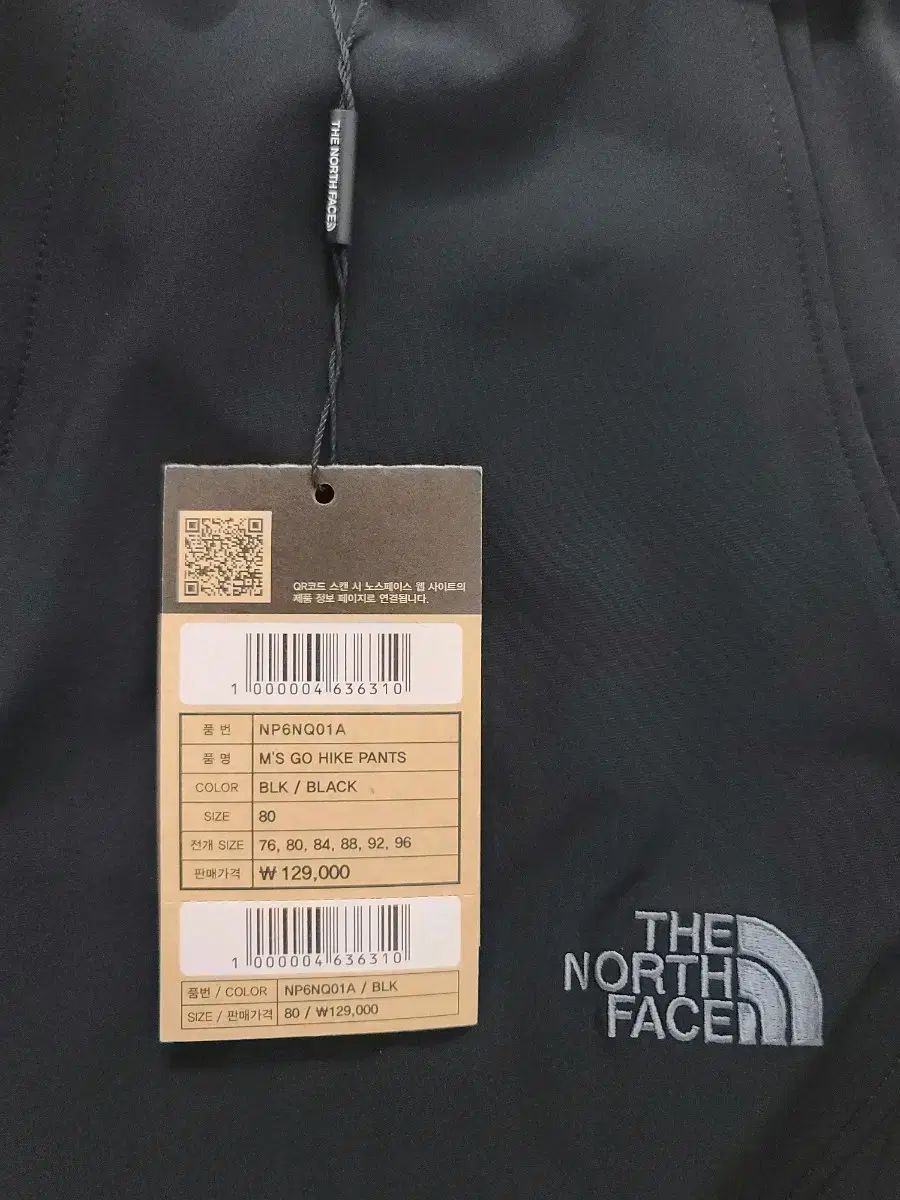 THE NORTH FACE
QR코드 스캔 시 노스페이스 웹 사이트의
제품 정보 페이지로 연결됩니다.
1 000004 636310
품 번 NP6NQ01A
품 명 M'S GO HIKE PANTS
COLOR BLK / BLACK
SIZE 80
전개 SIZE 76, 80, 84, 88, 92, 96
판매가격 ₩ 129,000
1 000004 636310
품번 / COLOR NP6NQ01A / BLK
SIZE / 판매가격 80 / ₩129,000
THE
NORTH
FACE